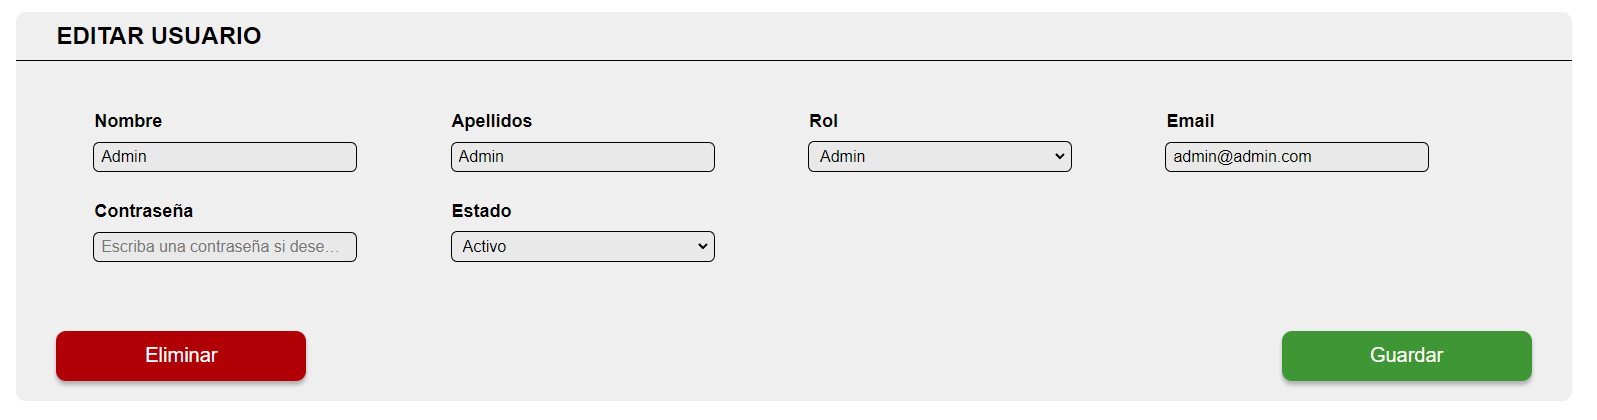 EDITAR USUARIO
Nombre
Apellidos
Rol
Email
Admin
Admin
Admin
admin@admin.com
Contraseña
Estado
Escriba una contraseña si dese...
Activo
Eliminar
Guardar